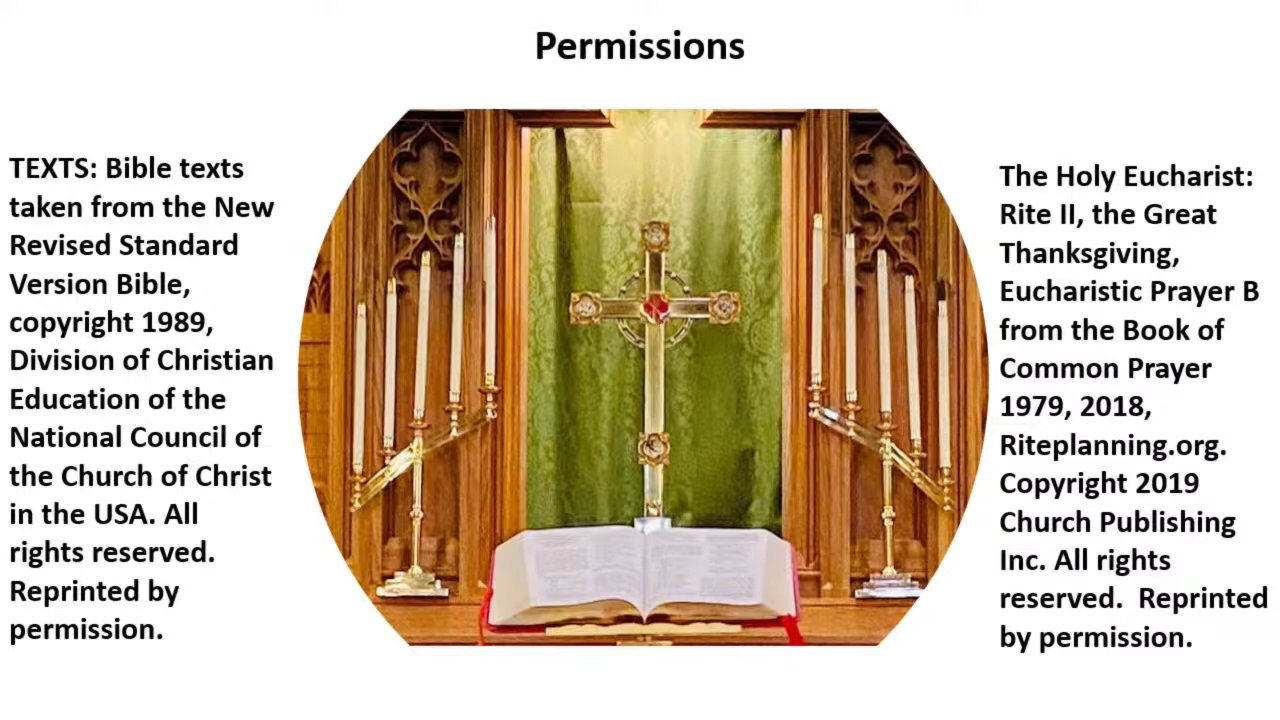 Permissions
TEXTS: Bible texts
taken from the New
Revised Standard
Version Bible,
copyright 1989,
Division of Christian
Education of the
National Council of
the Church of Christ
in the USA. All
rights reserved.
Reprinted by
permission.
The Holy Eucharist:
Rite II, the Great
Thanksgiving,
Eucharistic Prayer B
from the Book of
Common Prayer
1979, 2018,
Riteplanning.org.
Copyright 2019
Church Publishing
Inc. All rights
reserved.  Reprinted
by permission.